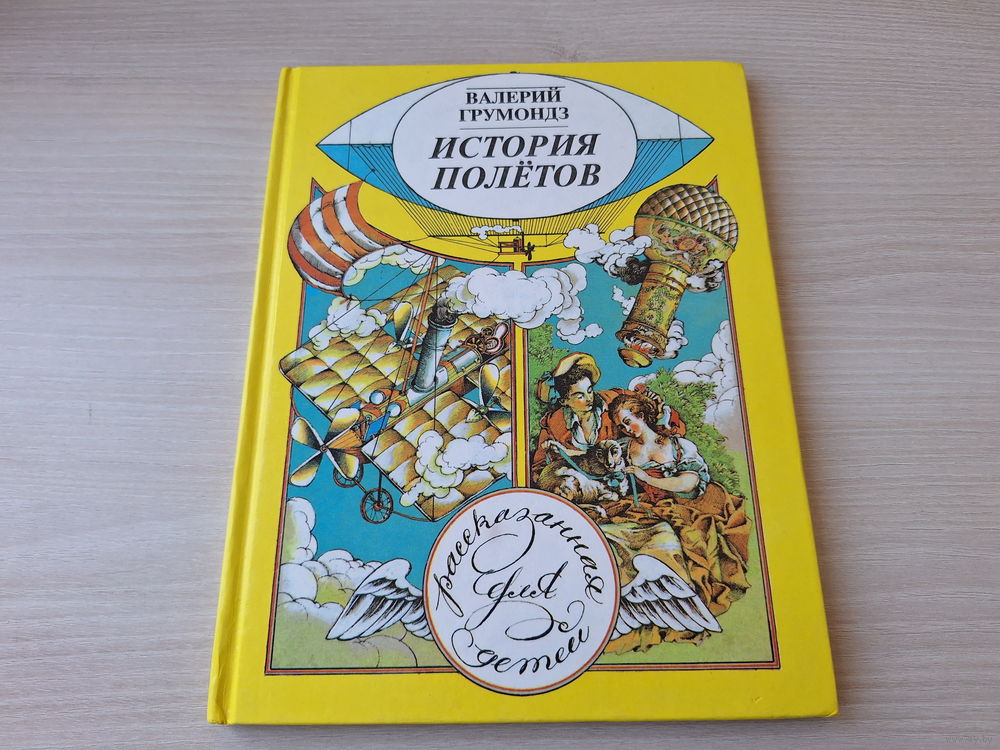 ВАЛЕРИЙ
ГРУМОНДЗ
ИСТОРИЯ
ПОЛЁТОВ
рассказанная
для
детей